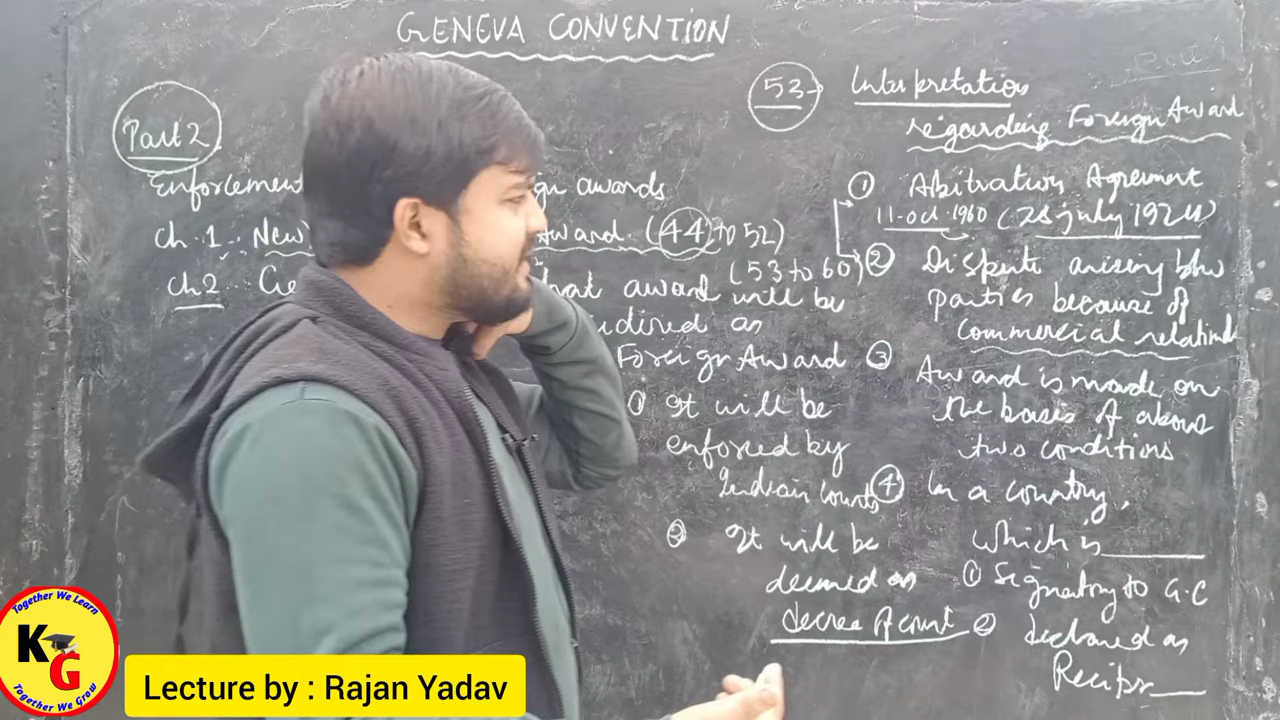 GENEVA CONVENTION
Part 2
Enforcement
gn awards
Ch. 1. New
Award. (44 to 52)
Ch 2 Ge
(53 to 60)
hat award will be
idired as
Foreign Award
① It will be
enforced by
Indian Courts
② It will be
deemed as
decree of court
53 → Interpretation
regarding Foreign Award
① Arbitration Agreement
11-Oct-1960 (28 July 1924)
② Dispute arising b/w
parties because of
commercial relation
③ Award is made on
the basis of above
two conditions
④ In a country,
which is
① Signatory to G.C
② declared as
Recipr
Together We Learn
KG
Together We Grow
Lecture by : Rajan Yadav